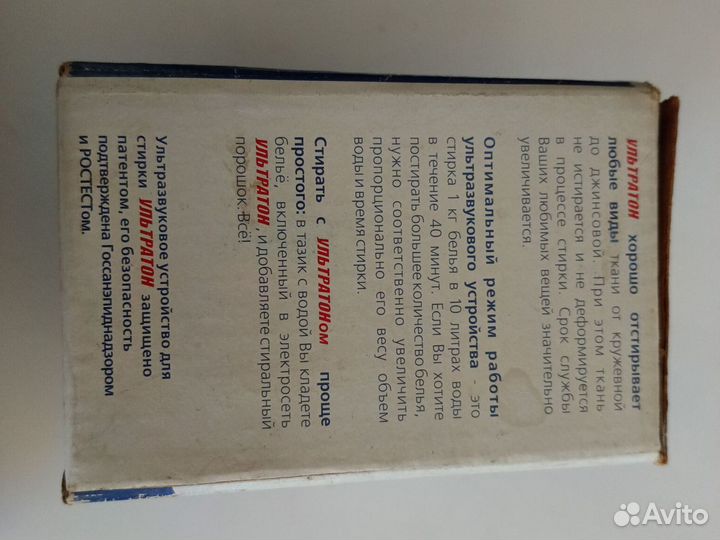 УЛЬТРАТОН хорошо отстирывает
любые виды ткани от кружевной
до джинсовой. При этом ткань
не истирается и не деформируется
в процессе стирки. Срок службы
Ваших любимых вещей значительно
увеличивается.
Оптимальный режим работы
ультразвукового устройства - это
стирка 1 кг белья в 10 литрах воды
в течение 40 минут. Если Вы хотите
постирать большее количество белья,
нужно соответственно увеличить
пропорционально его весу объем
воды и время стирки.
Стирать с УЛЬТРАТОНом проще
простого: в тазик с водой Вы кладете
бельё, включенный в электросеть
УЛЬТРАТОН, и добавляете стиральный
порошок. Всё!
Ультразвуковое устройство для
стирки УЛЬТРАТОН защищено
патентом, его безопасность
подтверждена Госсанэпиднадзором
и РОСТЕСТом.
Avito